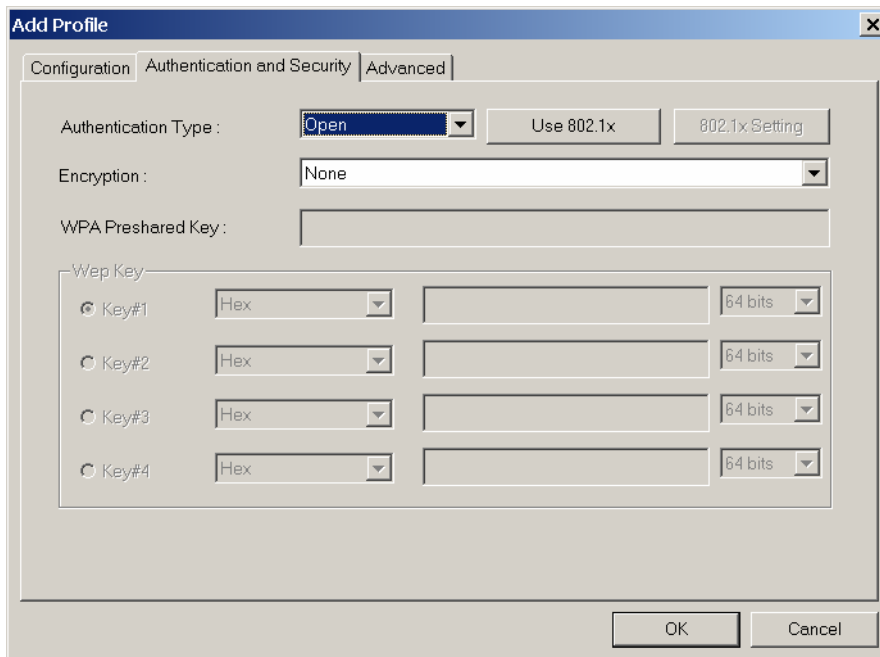 Add Profile
Configuration Authentication and Security Advanced
Authentication Type : Open Use 802.1x 802.1x Setting
Encryption : None
WPA Preshared Key :
Wep Key
Key#1 Hex 64 bits
Key#2 Hex 64 bits
Key#3 Hex 64 bits
Key#4 Hex 64 bits
OK Cancel